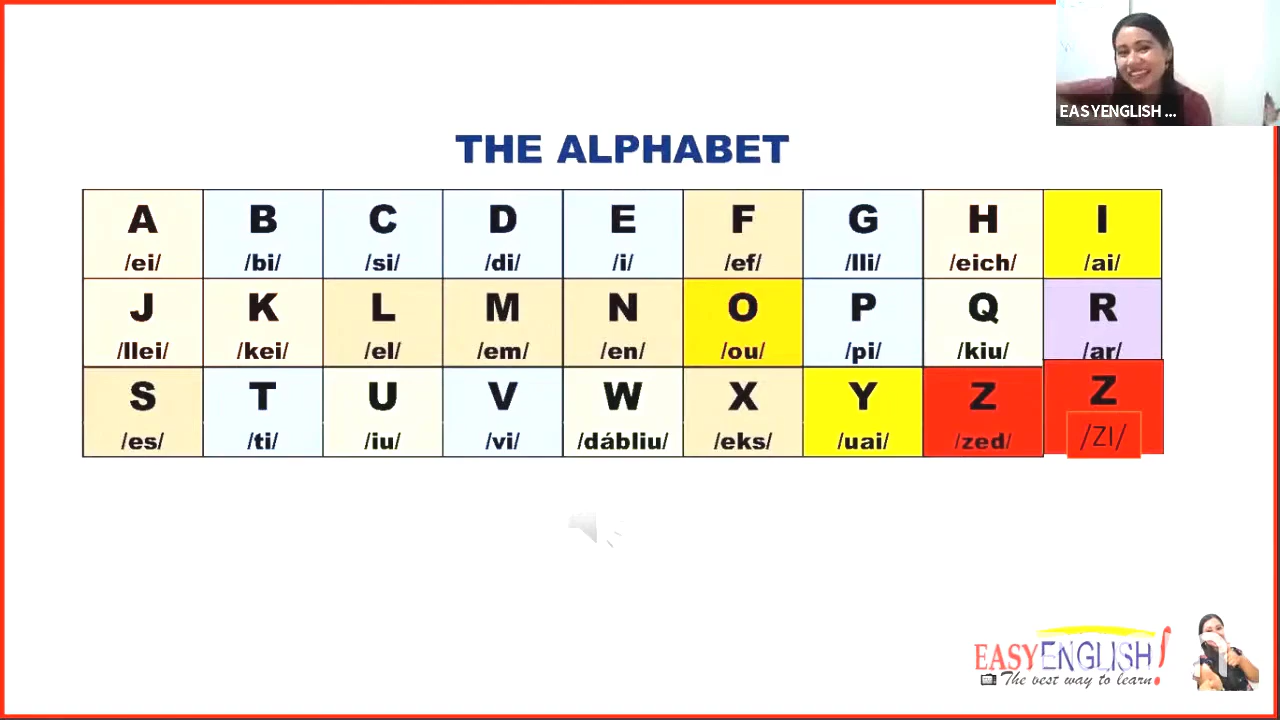 EASYENGLISH ...
THE ALPHABET
A B C D E F G H I
/ei/ /bi/ /si/ /di/ /i/ /ef/ /lli/ /eich/ /ai/
J K L M N O P Q R
/llei/ /kei/ /el/ /em/ /en/ /ou/ /pi/ /kiu/ /ar/
S T U V W X Y Z Z
/es/ /ti/ /iu/ /vi/ /dábliu/ /eks/ /uai/ /zed/ /ZI/
EASYENGLISH!
The best way to learn!